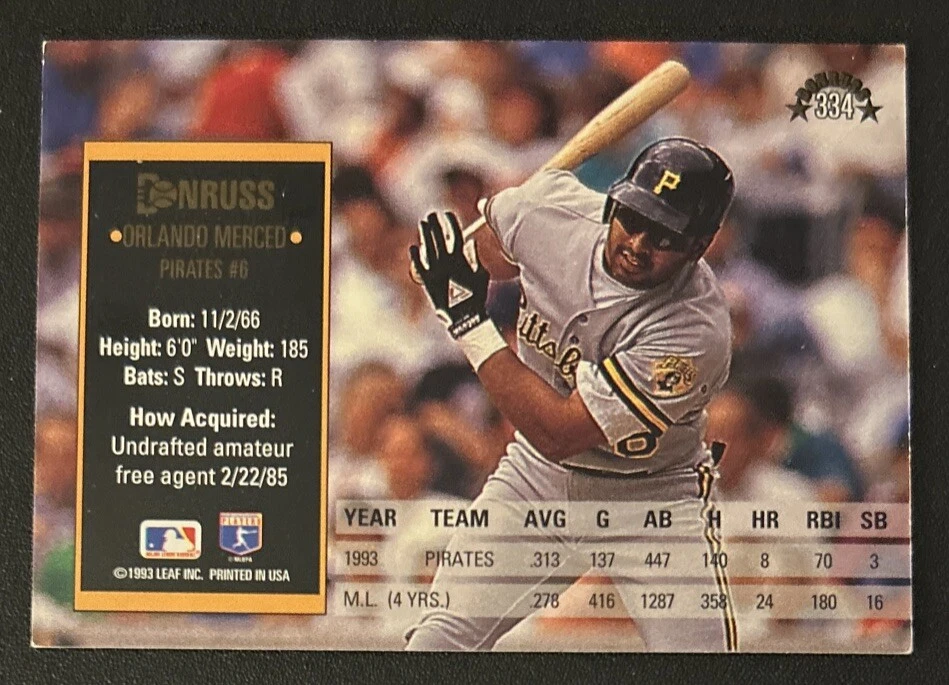 DONRUSS
334
DONRUSS
ORLANDO MERCED
PIRATES #6
Born: 11/2/66
Height: 6'0" Weight: 185
Bats: S Throws: R
How Acquired:
Undrafted amateur
free agent 2/22/85
©1993 LEAF INC. PRINTED IN USA
P
6
YEAR TEAM AVG G AB H HR RBI SB
1993 PIRATES .313 137 447 140 8 70 3
M.L. (4 YRS.) .278 416 1287 358 24 180 16